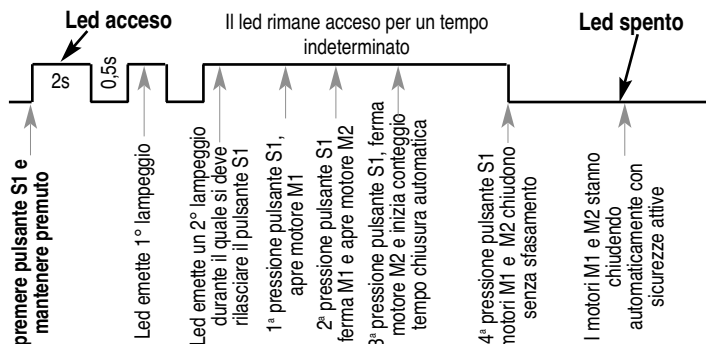 Led acceso
Il led rimane acceso per un tempo
indeterminato
Led spento
2s
0,5s
premere pulsante S1 e
mantenere premuto
Led emette 1° lampeggio
Led emette un 2° lampeggio
durante il quale si deve
rilasciare il pulsante S1
1ª pressione pulsante S1,
apre motore M1
2ª pressione pulsante S1
ferma M1 e apre motore M2
3ª pressione pulsante S1, ferma
motore M2 e inizia conteggio
tempo chiusura automatica
4ª pressione pulsante S1
motori M1 e M2 chiudono
senza sfasamento
I motori M1 e M2 stanno
chiudendo
automaticamente con
sicurezze attive